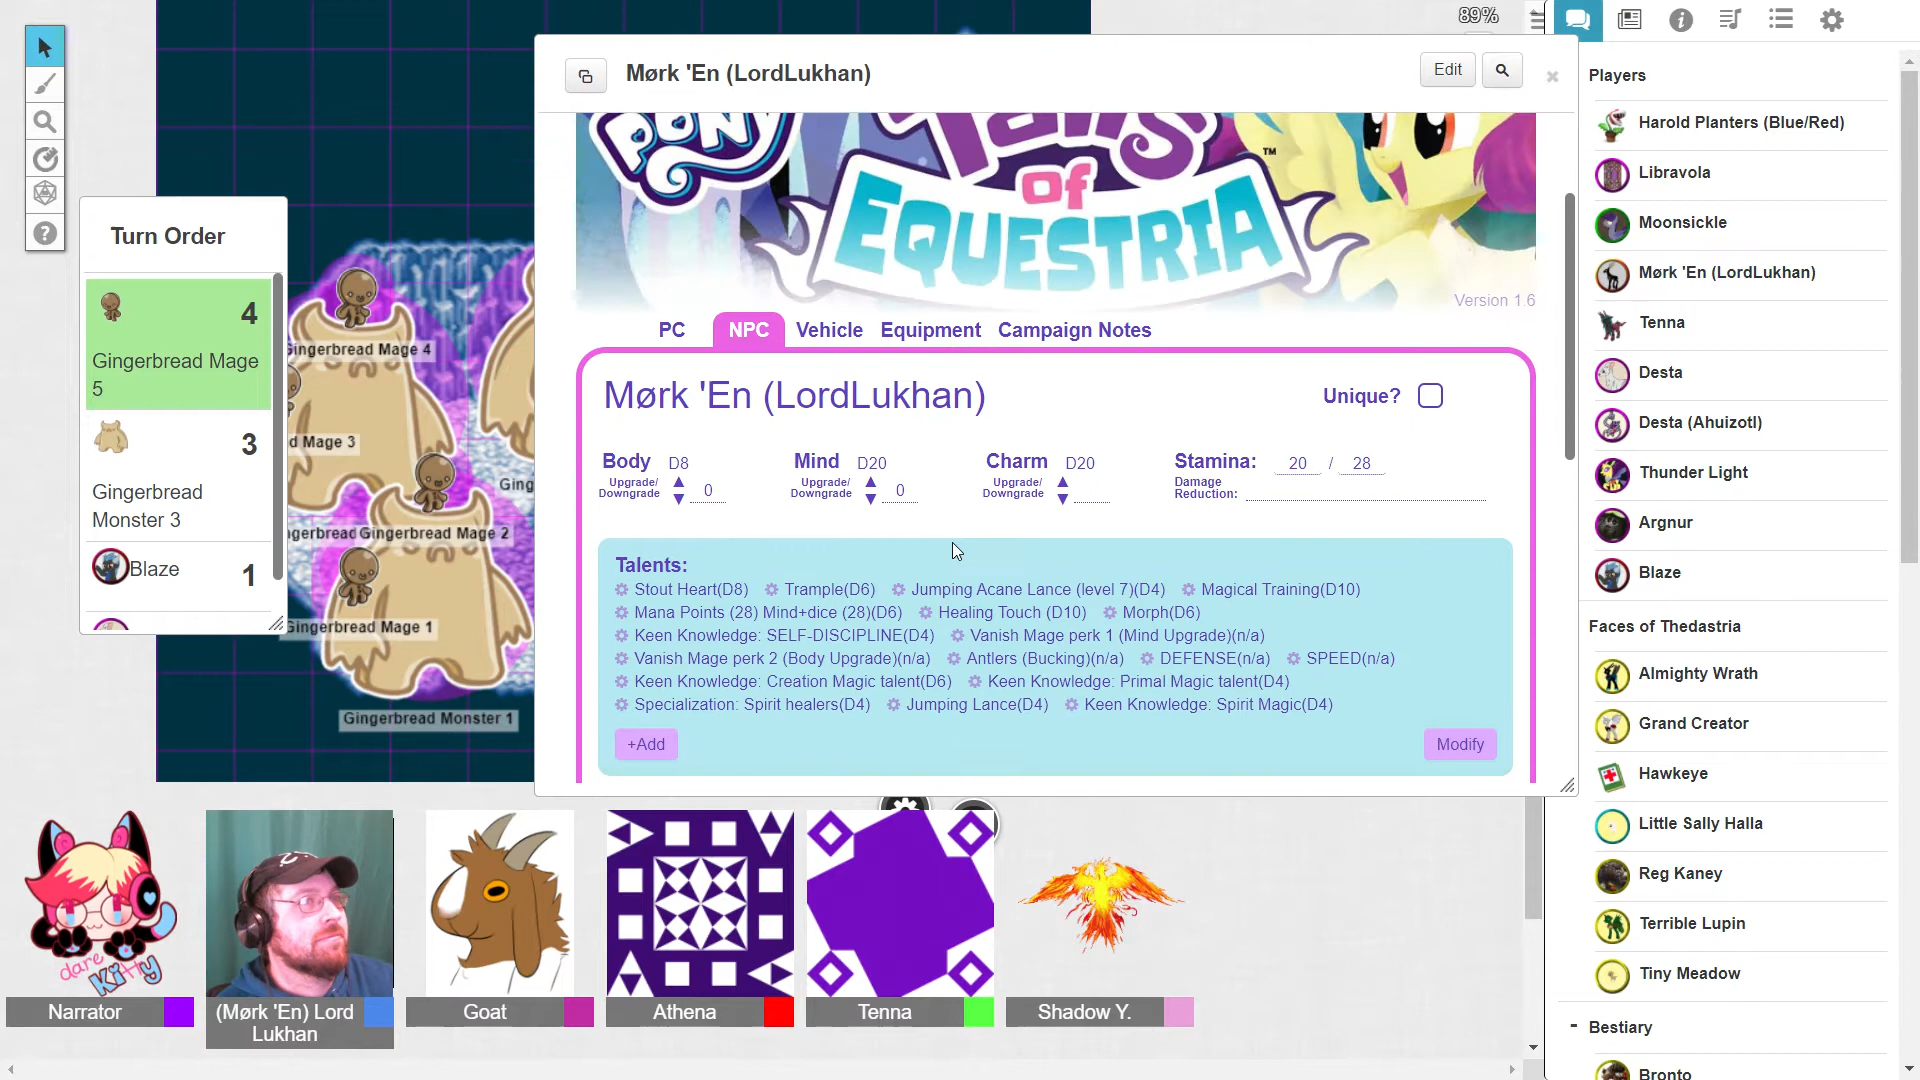 89%
Mørk 'En (LordLukhan)
Edit
PONY
Tails
™
of
EQUESTRIA
Version 1.6
PC
NPC
Vehicle
Equipment
Campaign Notes
Mørk 'En (LordLukhan)
Unique?
Body D8
Mind D20
Charm D20
Stamina: 20 / 28
Upgrade/
Downgrade
0
Upgrade/
Downgrade
0
Upgrade/
Downgrade
Damage
Reduction:
Talents:
Stout Heart(D8) Trample(D6) Jumping Acane Lance (level 7)(D4) Magical Training(D10)
Mana Points (28) Mind+dice (28)(D6) Healing Touch (D10) Morph(D6)
Keen Knowledge: SELF-DISCIPLINE(D4) Vanish Mage perk 1 (Mind Upgrade)(n/a)
Vanish Mage perk 2 (Body Upgrade)(n/a) Antlers (Bucking)(n/a) DEFENSE(n/a) SPEED(n/a)
Keen Knowledge: Creation Magic talent(D6) Keen Knowledge: Primal Magic talent(D4)
Specialization: Spirit healers(D4) Jumping Lance(D4) Keen Knowledge: Spirit Magic(D4)
+Add
Modify
Turn Order
4
Gingerbread Mage
5
3
Gingerbread
Monster 3
Blaze
1
Gingerbread Mage 4
d Mage 3
Ging
gerbread
Gingerbread Mage 2
Gingerbread Mage 1
Gingerbread Monster 1
Players
Harold Planters (Blue/Red)
Libravola
Moonsickle
Mørk 'En (LordLukhan)
Tenna
Desta
Desta (Ahuizotl)
Thunder Light
Argnur
Blaze
Faces of Thedastria
Almighty Wrath
Grand Creator
Hawkeye
Little Sally Halla
Reg Kaney
Terrible Lupin
Tiny Meadow
- Bestiary
Bronto
dare
Kitty
Narrator
(Mørk 'En) Lord
Lukhan
Goat
Athena
Tenna
Shadow Y.